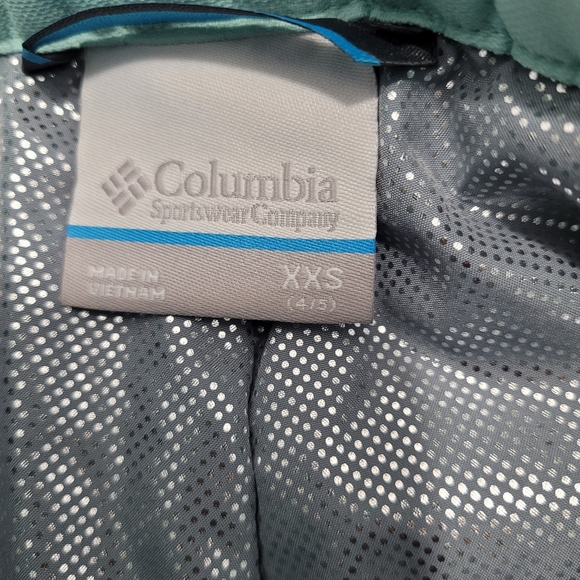 Columbia
Sportswear Company
MADE IN
VIETNAM
XXS
(4/5)